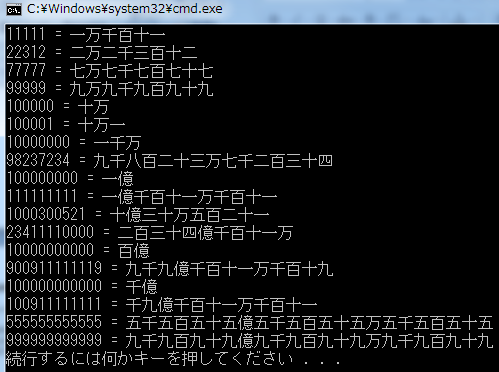 C:¥Windows¥system32¥cmd.exe
11111 = 一万千百十一
22312 = 二万二千三百十二
77777 = 七万七千七百七十七
99999 = 九万九千九百九十九
100000 = 十万
100001 = 十万一
10000000 = 一千万
98237234 = 九千八百二十三万七千二百三十四
100000000 = 一億
111111111 = 一億千百十一万千百十一
1000300521 = 十億三十万五百二十一
23411110000 = 二百三十四億千百十一万
10000000000 = 百億
900911111119 = 九千九億千百十一万千百十九
100000000000 = 千億
100911111111 = 千九億千百十一万千百十一
555555555555 = 五千五百五十五億五千五百五十五万五千五百五十五
999999999999 = 九千九百九十九億九千九百九十九万九千九百九十九
続行するには何かキーを押してください . . .